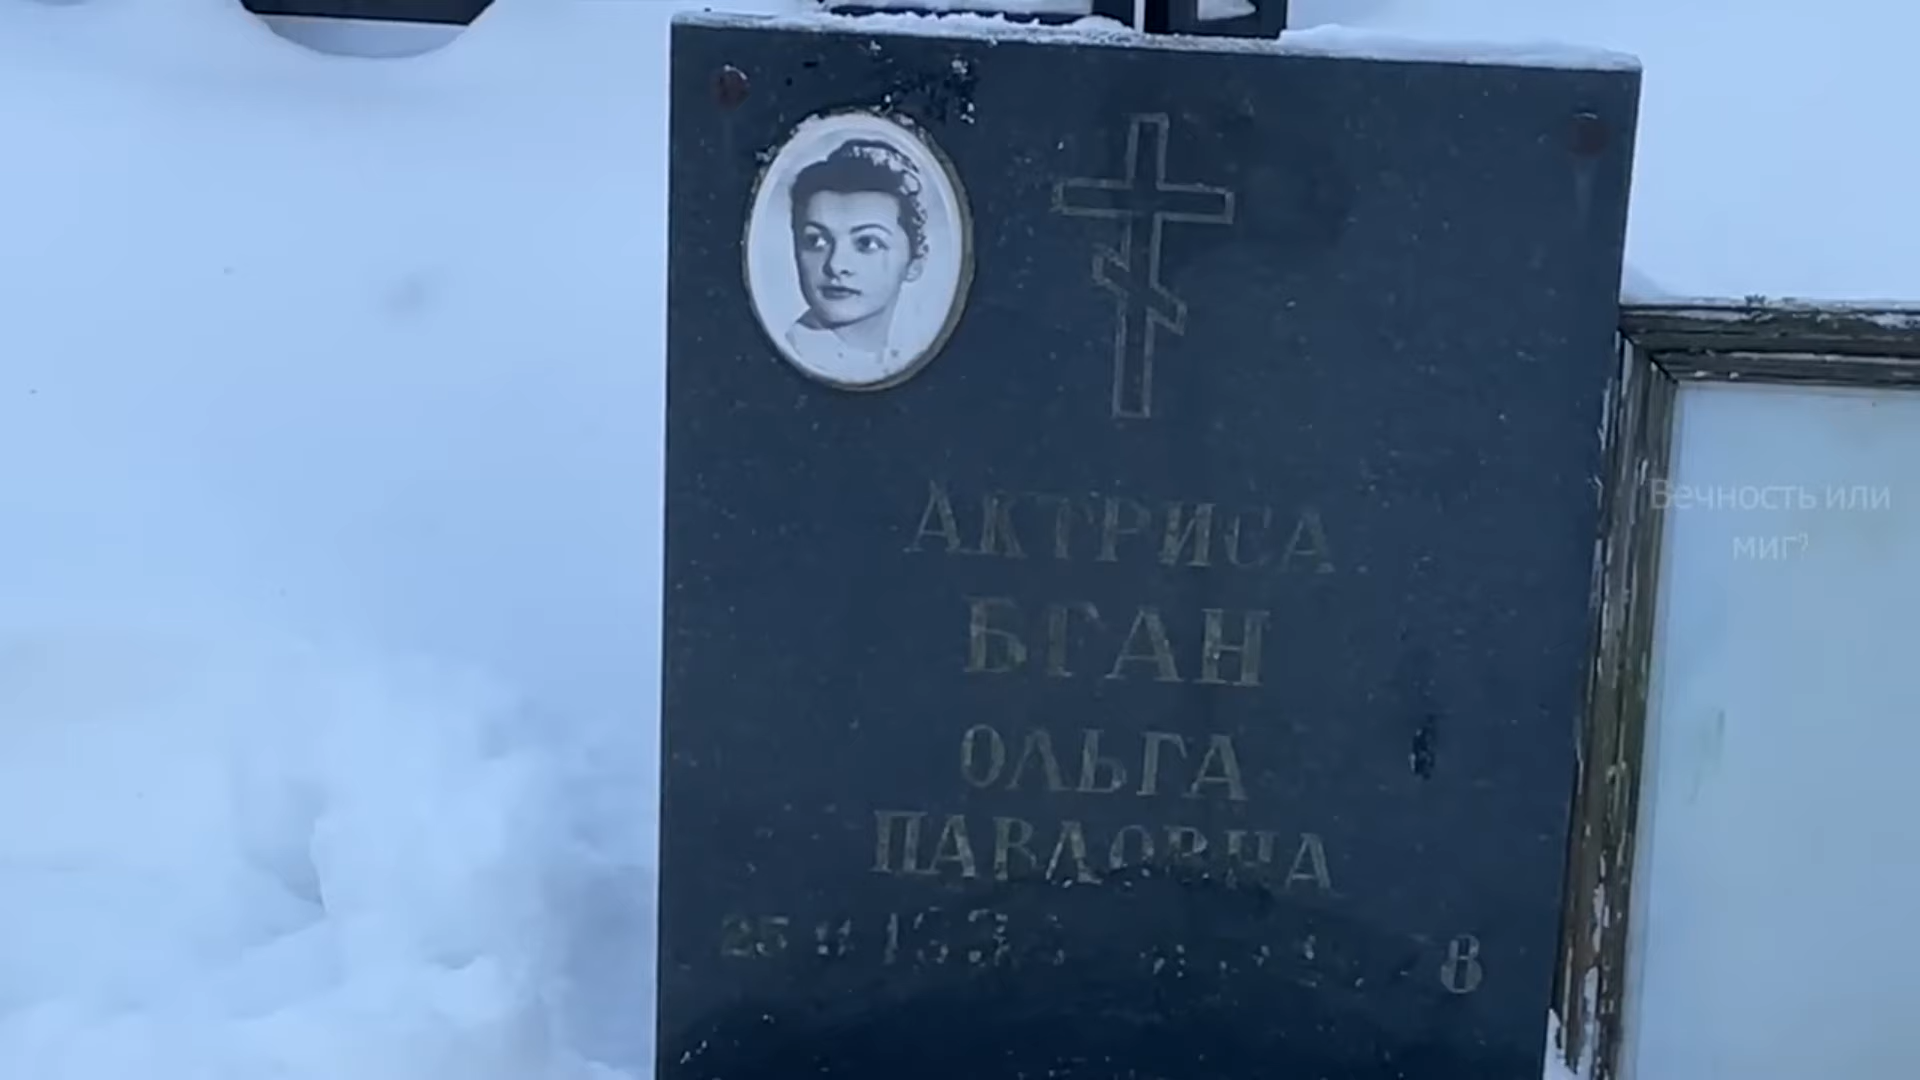 АКТРИСА
БГАН
ОЛЬГА
ПАВЛОВНА
Вечность или
миг?